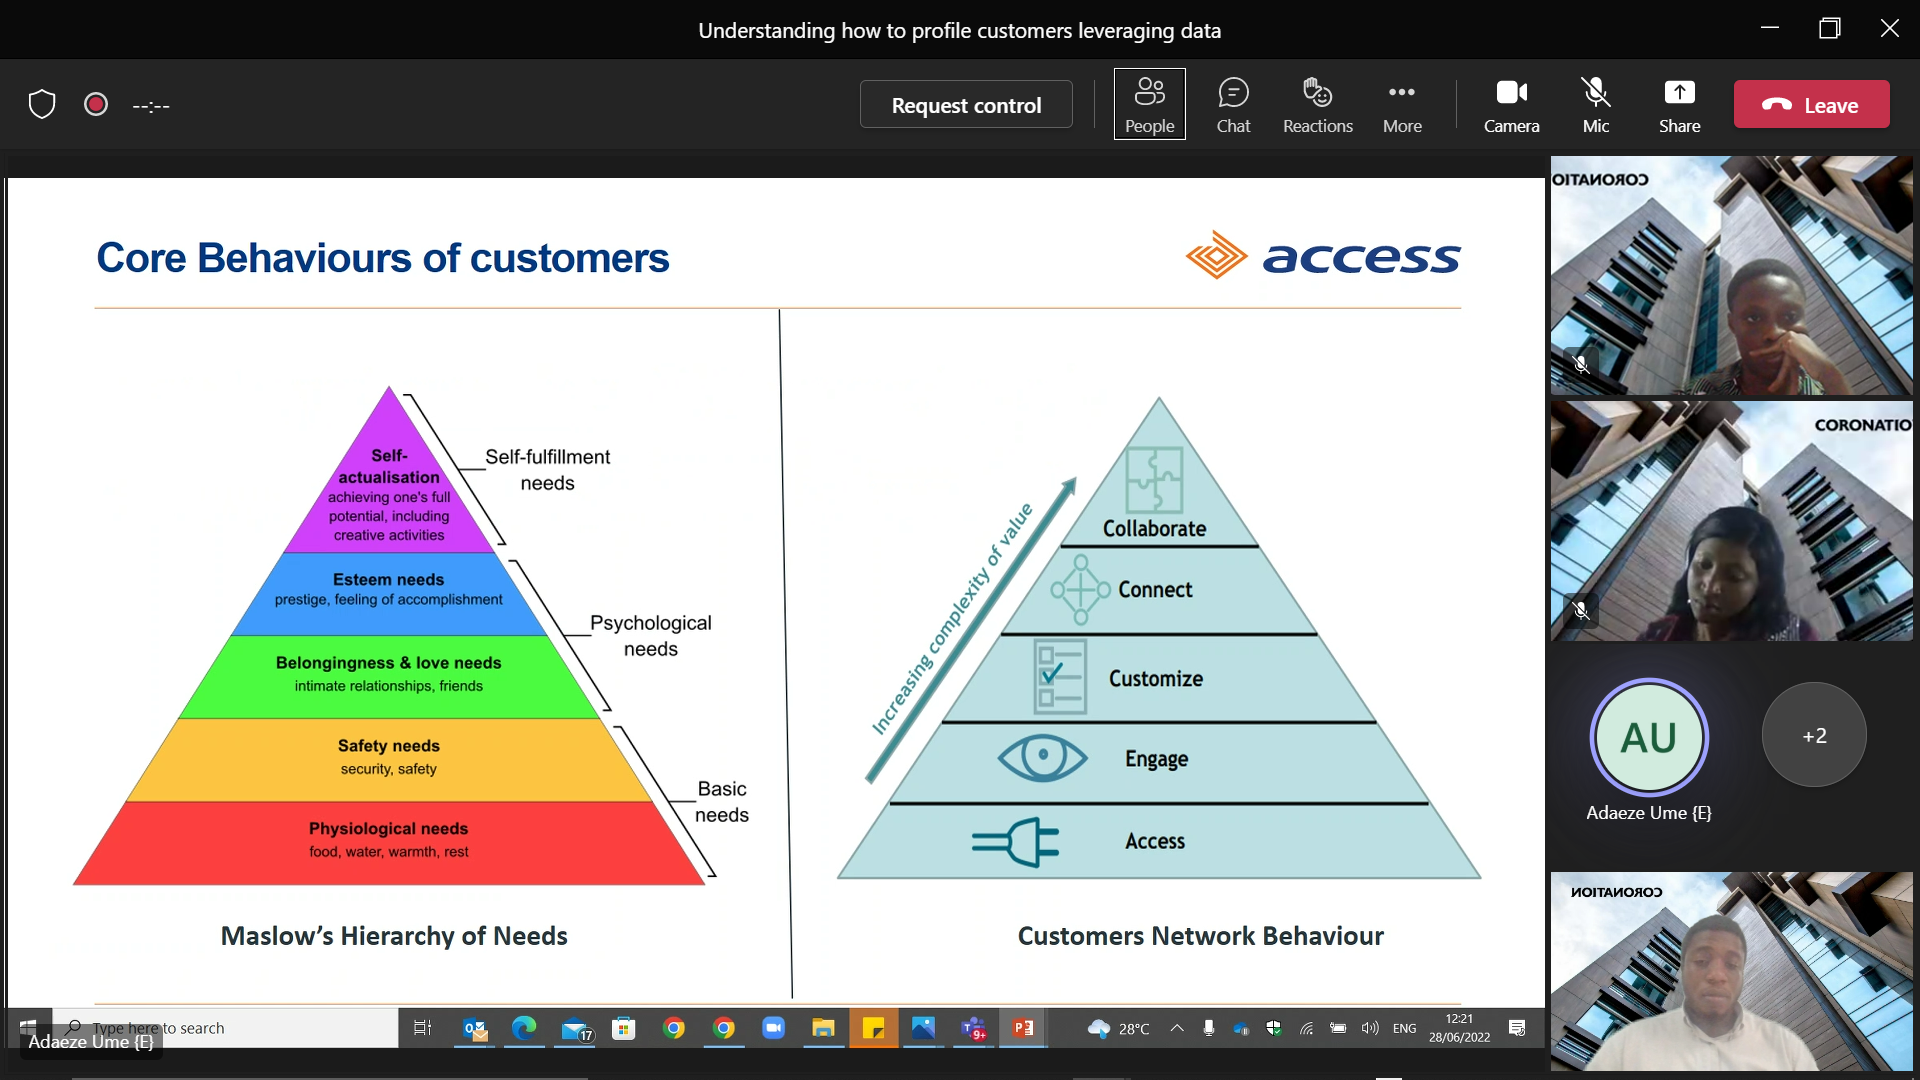 Understanding how to profile customers leveraging data
--:--
Request control
People
Chat
Reactions
More
Camera
Mic
Share
Leave
Core Behaviours of customers
access
Self-
actualisation
achieving one's full
potential, including
creative activities
Self-fulfillment
needs
Esteem needs
prestige, feeling of accomplishment
Psychological
needs
Belongingness & love needs
intimate relationships, friends
Safety needs
security, safety
Basic
needs
Physiological needs
food, water, warmth, rest
Maslow’s Hierarchy of Needs
Increasing complexity of value
Collaborate
Connect
Customize
Engage
Access
Customers Network Behaviour
CORONATIO
CORONATIO
AU
+2
Adaeze Ume {E}
CORONATION
Type here to search
Adaeze Ume {E}
17
9+
28°C
ENG
12:21
28/06/2022